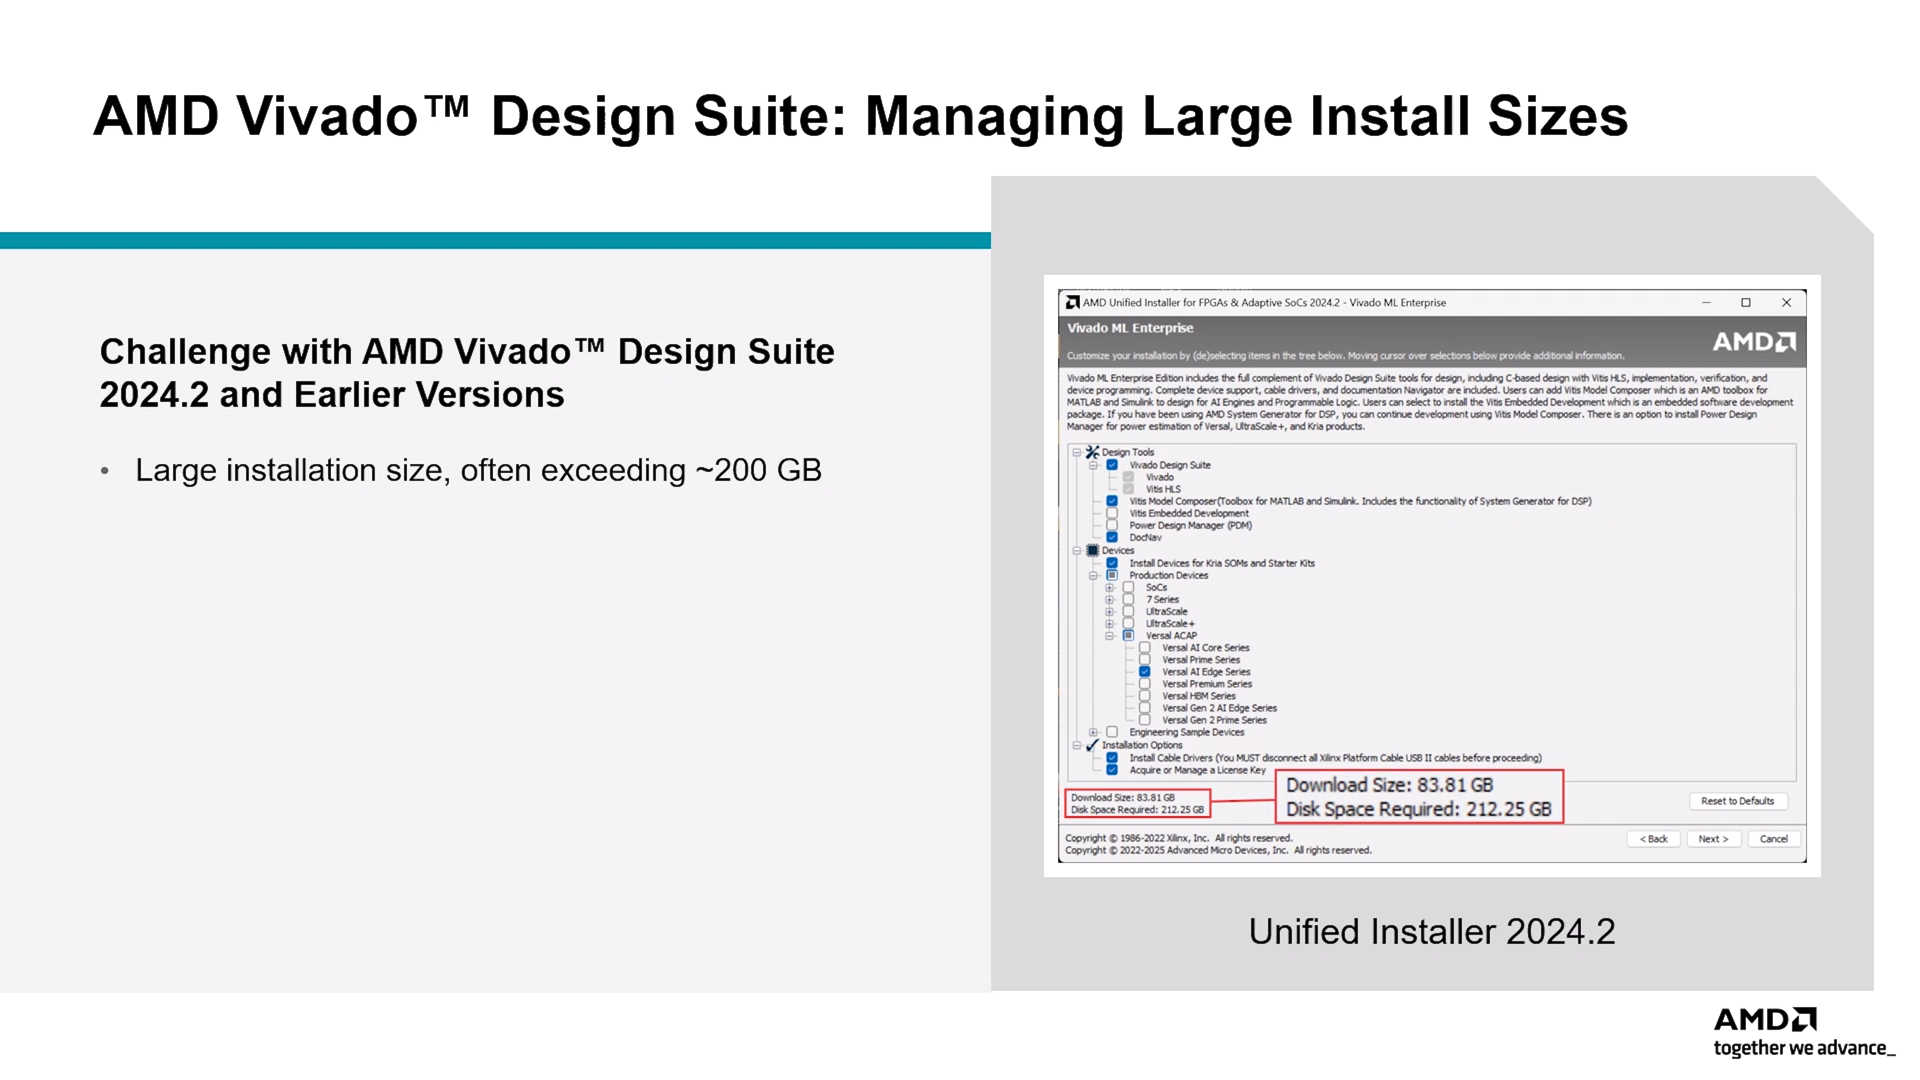 AMD Vivado™ Design Suite: Managing Large Install Sizes
Challenge with AMD Vivado™ Design Suite
2024.2 and Earlier Versions
• Large installation size, often exceeding ~200 GB
AMD Unified Installer for FPGAs & Adaptive SoCs 2024.2 - Vivado ML Enterprise
Vivado ML Enterprise
AMD
Customize your installation by (de)selecting items in the tree below. Moving cursor over selections below provide additional information.
Vivado ML Enterprise Edition includes the full complement of Vivado Design Suite tools for design, including C-based design with Vitis HLS, implementation, verification, and
device programming. Complete device support, cable drivers, and documentation Navigator are included. Users can add Vitis Model Composer which is an AMD toolbox for
MATLAB and Simulink to design for AI Engines and Programmable Logic. Users can select to install the Vitis Embedded Development which is an embedded software development
package. If you have been using AMD System Generator for DSP, you can continue development using Vitis Model Composer. There is an option to install Power Design
Manager for power estimation of Versal, UltraScale+, and Kria products.
Design Tools
Vivado Design Suite
Vivado
Vitis HLS
Vitis Model Composer(Toolbox for MATLAB and Simulink. Includes the functionality of System Generator for DSP)
Vitis Embedded Development
Power Design Manager (PDM)
DocNav
Devices
Install Devices for Kria SOMs and Starter Kits
Production Devices
SoCs
7 Series
UltraScale
UltraScale+
Versal ACAP
Versal AI Core Series
Versal Prime Series
Versal AI Edge Series
Versal Premium Series
Versal HBM Series
Versal Gen 2 AI Edge Series
Versal Gen 2 Prime Series
Engineering Sample Devices
Installation Options
Install Cable Drivers (You MUST disconnect all Xilinx Platform Cable USB II cables before proceeding)
Acquire or Manage a License Key
Download Size: 83.81 GB
Disk Space Required: 212.25 GB
Download Size: 83.81 GB
Disk Space Required: 212.25 GB
Reset to Defaults
Copyright © 1986-2022 Xilinx, Inc. All rights reserved.
Copyright © 2022-2025 Advanced Micro Devices, Inc. All rights reserved.
< Back
Next >
Cancel
Unified Installer 2024.2
AMD
together we advance_